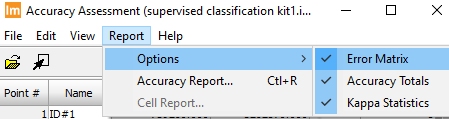 Im Accuracy Assessment (supervised classification kit1.i...
File Edit View Report Help
Options
Error Matrix
Point # Name
Accuracy Report... Ctrl+R
Accuracy Totals
Cell Report...
Kappa Statistics
1 ID#1